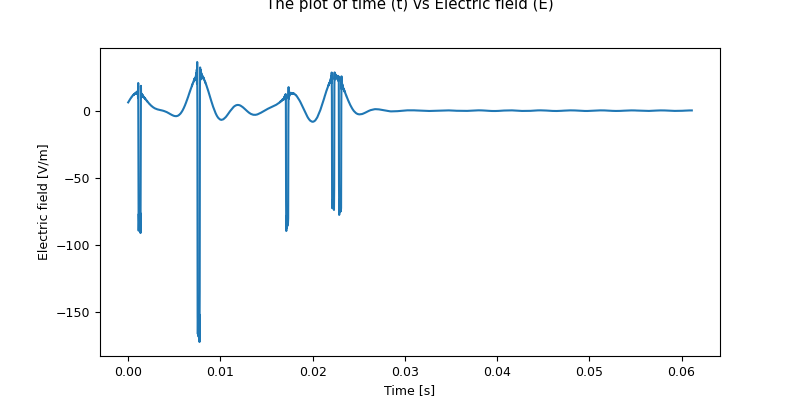 The plot of time (t) vs Electric field (E)
0
−50
−100
−150
Electric field [V/m]
0.00 0.01 0.02 0.03 0.04 0.05 0.06
Time [s]